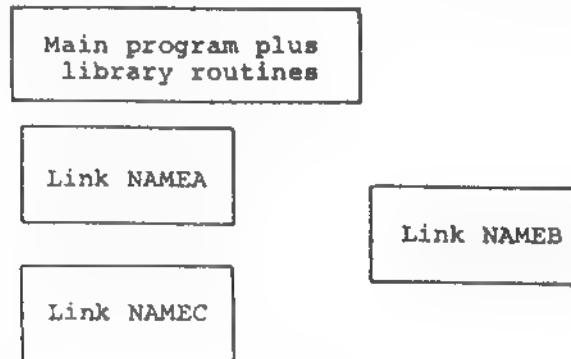 Main program plus
library routines
Link NAMEA
Link NAMEB
Link NAMEC